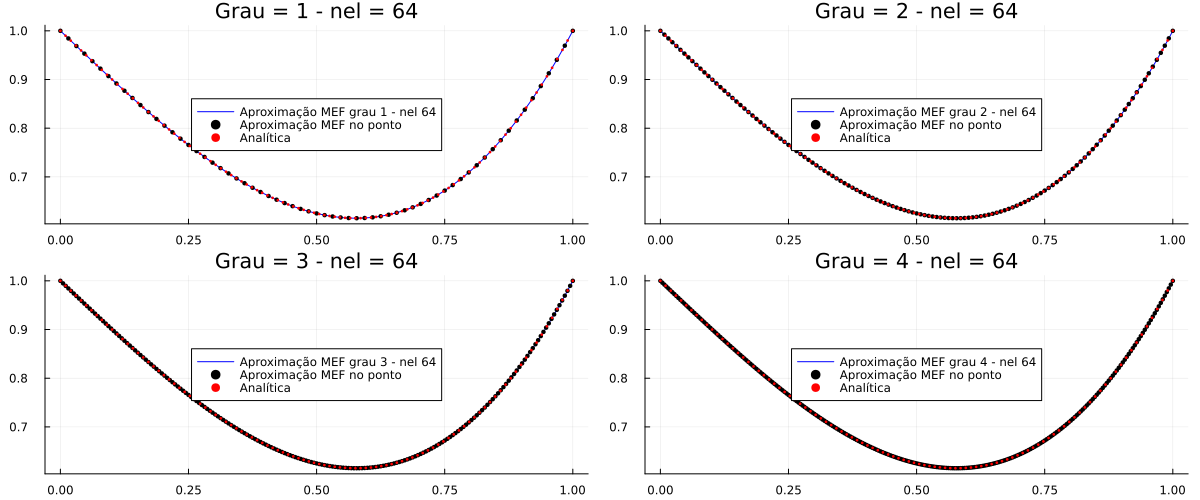 Grau = 1 - nel = 64
1.0
0.9
0.8
0.7
Aproximação MEF grau 1 - nel 64
Aproximação MEF no ponto
Analítica
0.00 0.25 0.50 0.75 1.00
Grau = 2 - nel = 64
1.0
0.9
0.8
0.7
Aproximação MEF grau 2 - nel 64
Aproximação MEF no ponto
Analítica
0.00 0.25 0.50 0.75 1.00
Grau = 3 - nel = 64
1.0
0.9
0.8
0.7
Aproximação MEF grau 3 - nel 64
Aproximação MEF no ponto
Analítica
0.00 0.25 0.50 0.75 1.00
Grau = 4 - nel = 64
1.0
0.9
0.8
0.7
Aproximação MEF grau 4 - nel 64
Aproximação MEF no ponto
Analítica
0.00 0.25 0.50 0.75 1.00